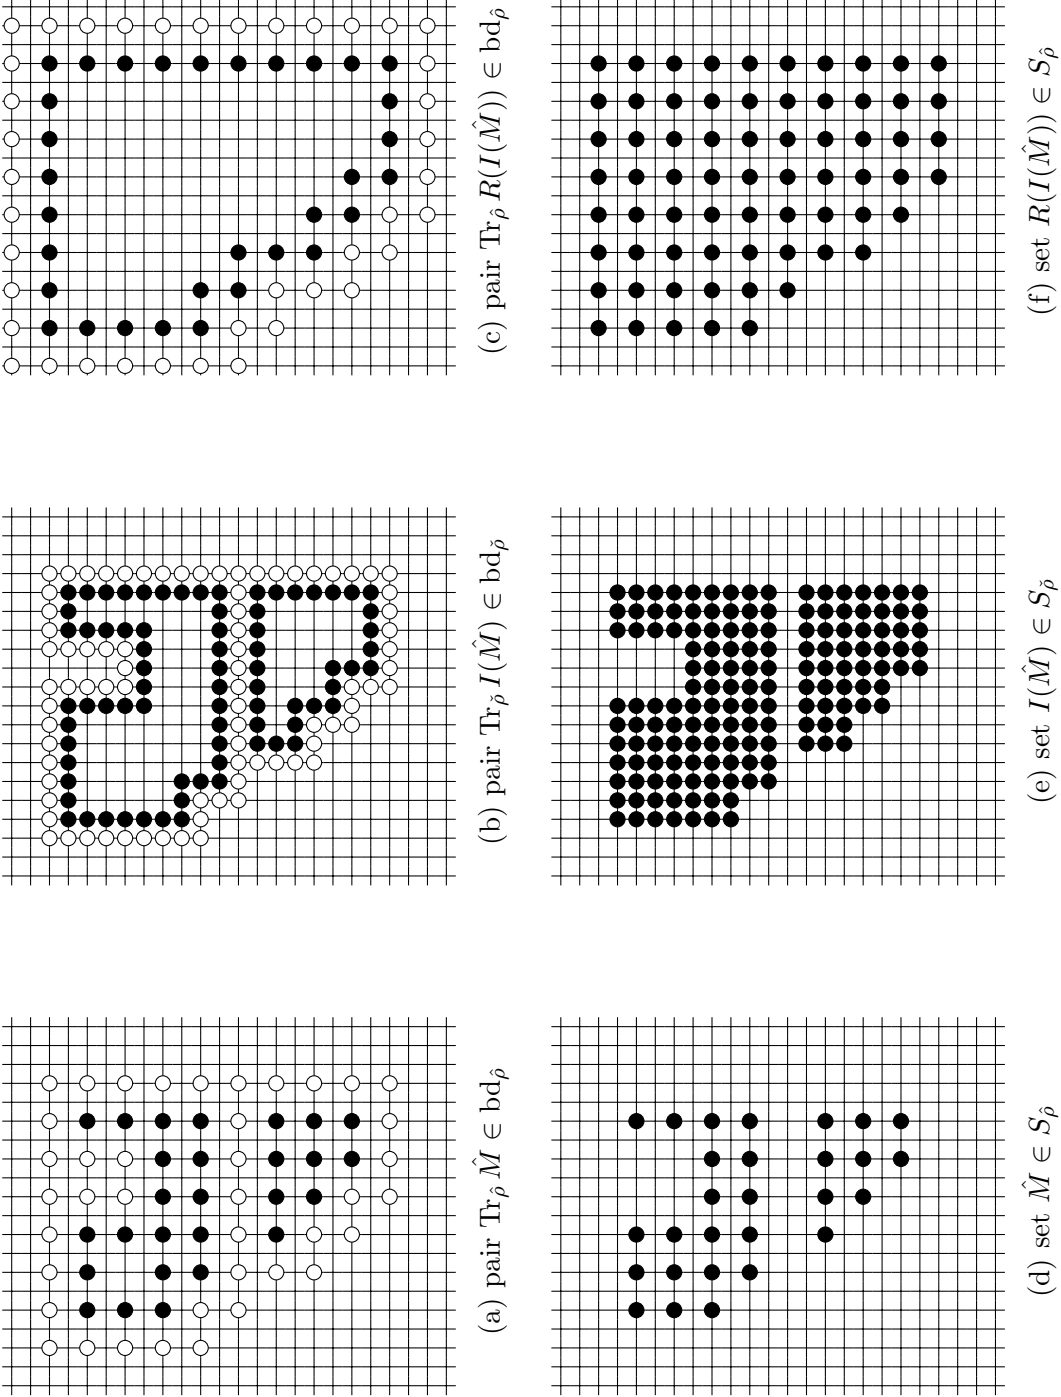 (a) pair Tr_ρ̂ M̂ ∈ bd_ρ̂
(b) pair Tr_ρ̌ I(M̂) ∈ bd_ρ̌
(c) pair Tr_ρ̂ R(I(M̂)) ∈ bd_ρ̂
(d) set M̂ ∈ S_ρ̂
(e) set I(M̂) ∈ S_ρ̌
(f) set R(I(M̂)) ∈ S_ρ̂